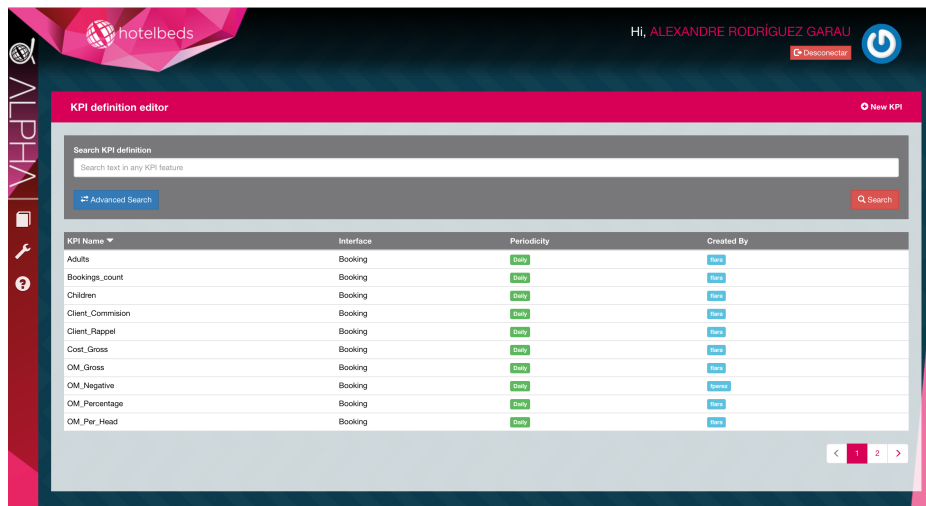 hotelbeds
Hi, ALEXANDRE RODRÍGUEZ GARAU
Desconectar
ALPHA
KPI definition editor
New KPI
Search KPI definition
Search text in any KPI feature
Advanced Search
Search
KPI Name Interface Periodicity Created By
Adults Booking Daily flara
Bookings_count Booking Daily flara
Children Booking Daily flara
Client_Commision Booking Daily flara
Client_Rappel Booking Daily flara
Cost_Gross Booking Daily flara
OM_Gross Booking Daily flara
OM_Negative Booking Daily fperez
OM_Percentage Booking Daily flara
OM_Per_Head Booking Daily flara
1 2